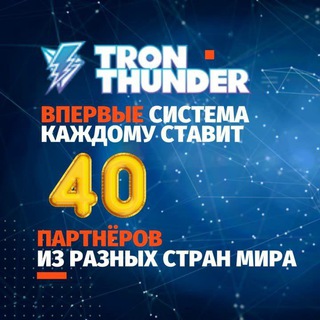 TRON
THUNDER
ВПЕРВЫЕ СИСТЕМА
КАЖДОМУ СТАВИТ
40
ПАРТНЁРОВ
ИЗ РАЗНЫХ СТРАН МИРА